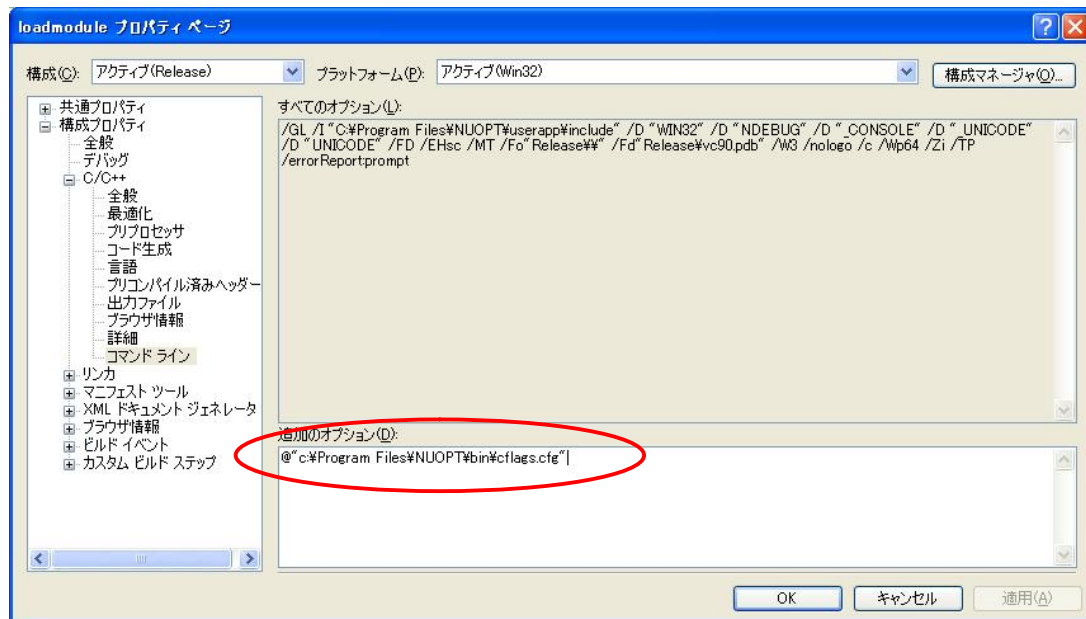 loadmodule プロパティ ページ
構成(C): アクティブ(Release) プラットフォーム(P): アクティブ(Win32) 構成マネージャ(O)...
共通プロパティ
構成プロパティ
全般
デバッグ
C/C++
全般
最適化
プリプロセッサ
コード生成
言語
プリコンパイル済みヘッダー
出力ファイル
ブラウザ情報
詳細
コマンド ライン
リンカ
マニフェスト ツール
XML ドキュメント ジェネレータ
ブラウザ情報
ビルド イベント
カスタム ビルド ステップ
すべてのオプション(L):
/GL /I "C:¥Program Files¥NUOPT¥userapp¥include" /D "WIN32" /D "NDEBUG" /D "_CONSOLE" /D "_UNICODE"
/D "UNICODE" /FD /EHsc /MT /Fo"Release¥¥" /Fd"Release¥vc90.pdb" /W3 /nologo /c /Wp64 /Zi /TP
/errorReport:prompt
追加のオプション(D):
@"c:¥Program Files¥NUOPT¥bin¥cflags.cfg"
OK キャンセル 適用(A)